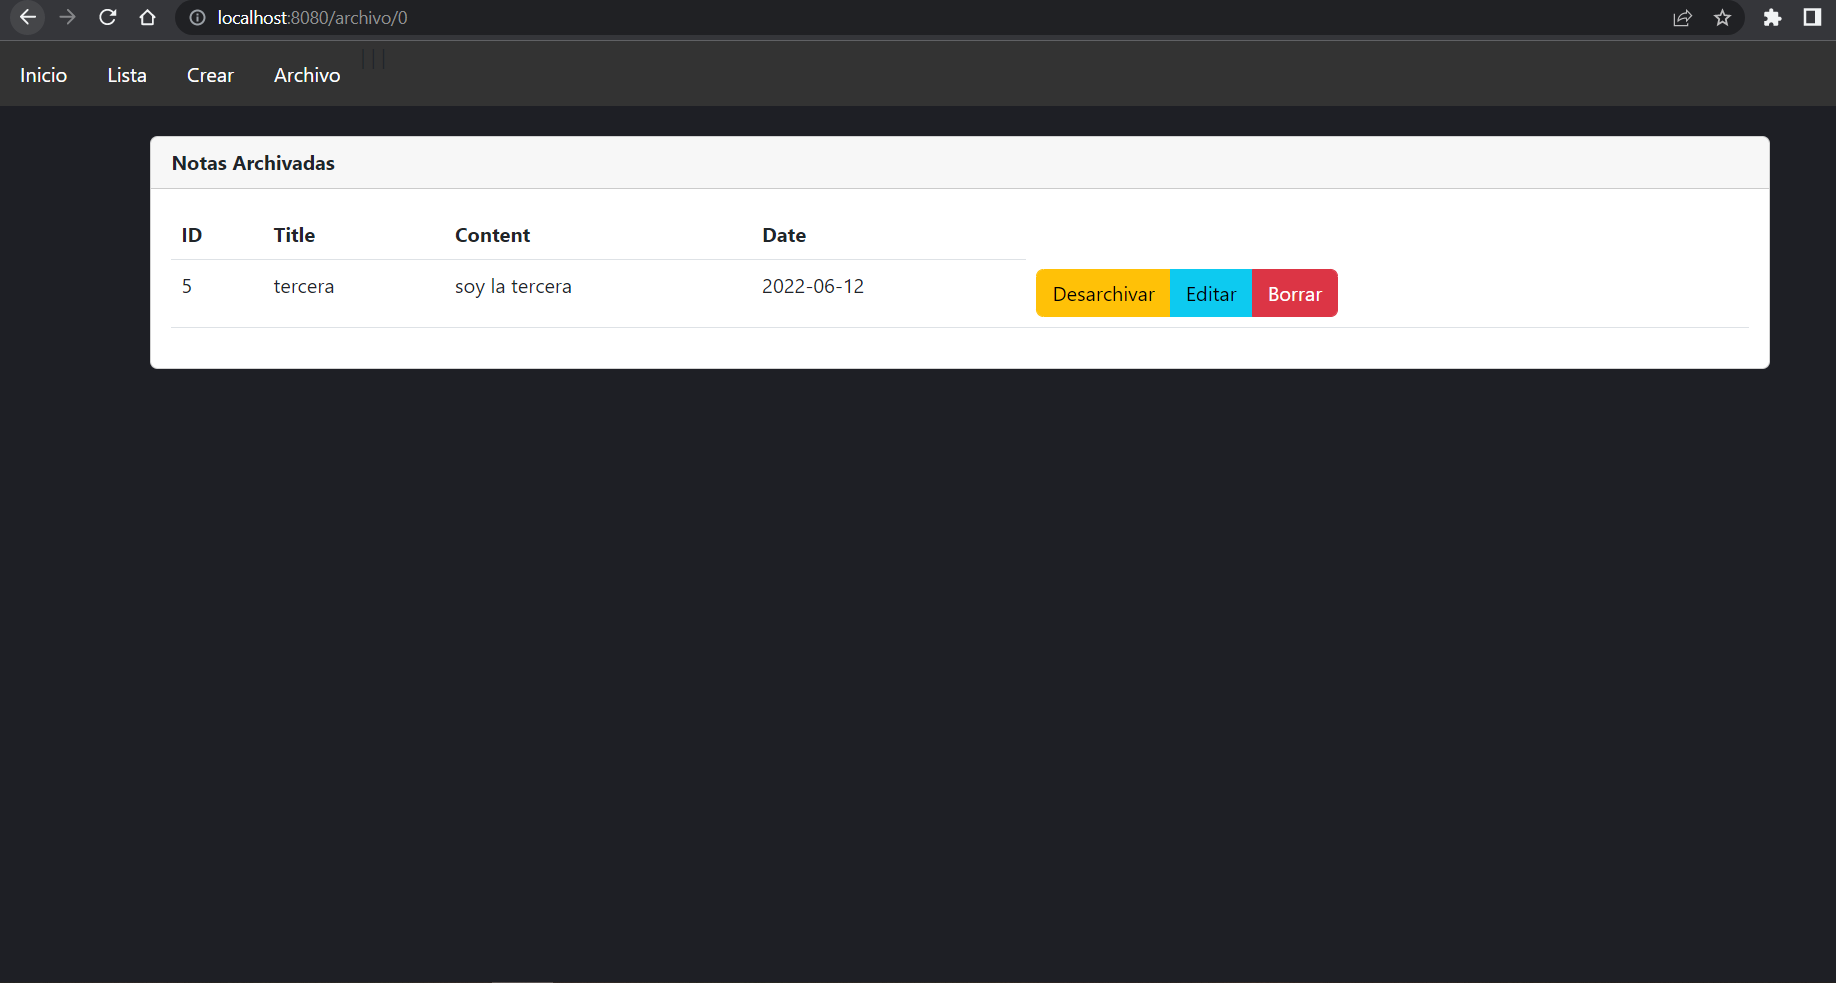 localhost:8080/archivo/0
Inicio Lista Crear Archivo | | |
Notas Archivadas
ID Title Content Date
5 tercera soy la tercera 2022-06-12 Desarchivar Editar Borrar